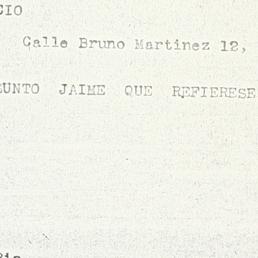 CIO
Calle Bruno Martinez 12,
UNTO JAIME QUE REFIERESE